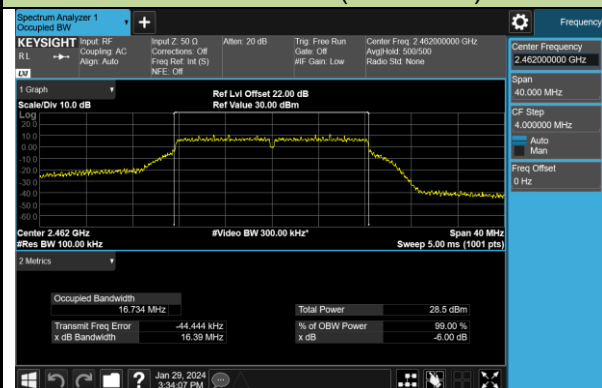 Spectrum Analyzer 1
Occupied BW
+
Frequency
KEYSIGHT
RL
LXI
Input: RF
Coupling: AC
Align: Auto
Input Z: 50 Ω
Corrections: Off
Freq Ref: Int (S)
NFE: Off
Atten: 20 dB
Trig: Free Run
Gate: Off
#IF Gain: Low
Center Freq: 2.462000000 GHz
Avg|Hold: 500/500
Radio Std: None
Center Frequency
2.462000000 GHz
Span
40.000 MHz
CF Step
4.000000 MHz
Auto
Man
Freq Offset
0 Hz
1 Graph
Scale/Div 10.0 dB
Ref Lvl Offset 22.00 dB
Ref Value 30.00 dBm
Log
20.0
10.0
0.00
-10.0
-20.0
-30.0
-40.0
-50.0
-60.0
Center 2.462 GHz
#Res BW 100.00 kHz
#Video BW 300.00 kHz*
Span 40 MHz
Sweep 5.00 ms (1001 pts)
2 Metrics
Occupied Bandwidth
16.734 MHz
Transmit Freq Error -44.444 kHz
x dB Bandwidth 16.39 MHz
Total Power 28.5 dBm
% of OBW Power 99.00 %
x dB -6.00 dB
?
Jan 29, 2024
3:34:07 PM